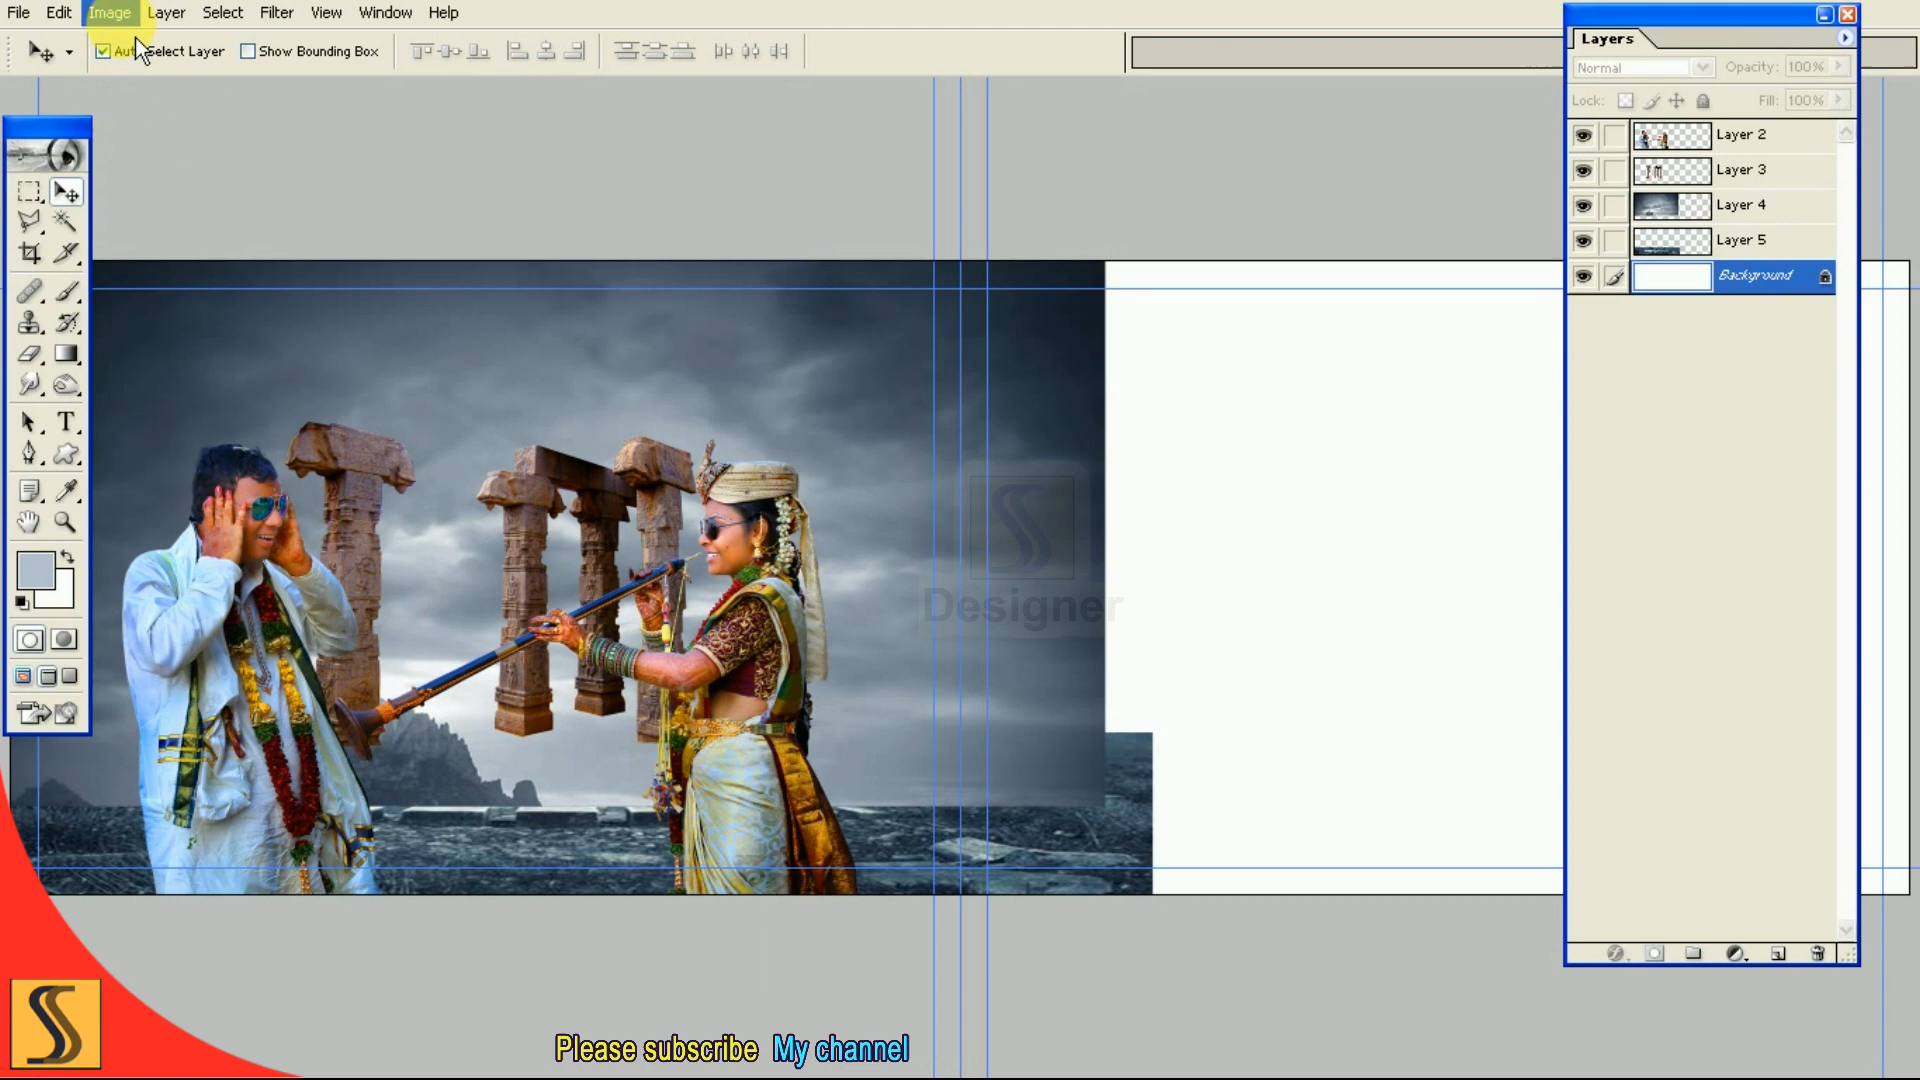 File Edit Image Layer Select Filter View Window Help
Auto Select Layer Show Bounding Box
Layers
Normal Opacity: 100%
Lock: Fill: 100%
Layer 2
Layer 3
Layer 4
Layer 5
Background
T
Designer
Please subscribe My channel